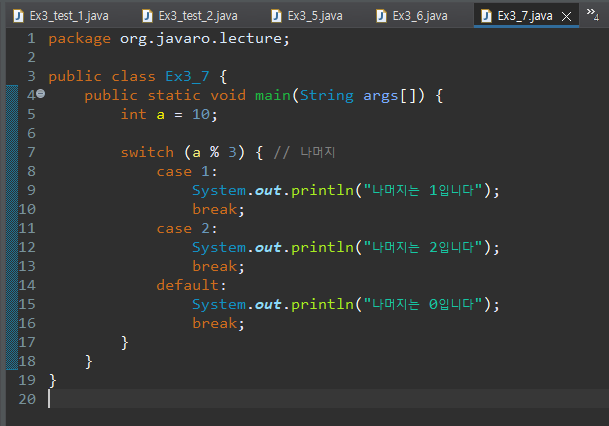 Ex3_test_1.java Ex3_test_2.java Ex3_5.java Ex3_6.java Ex3_7.java »4
1 package org.javaro.lecture;
2
3 public class Ex3_7 {
4 public static void main(String args[]) {
5 int a = 10;
6
7 switch (a % 3) { // 나머지
8 case 1:
9 System.out.println("나머지는 1입니다");
10 break;
11 case 2:
12 System.out.println("나머지는 2입니다");
13 break;
14 default:
15 System.out.println("나머지는 0입니다");
16 break;
17 }
18 }
19 }
20